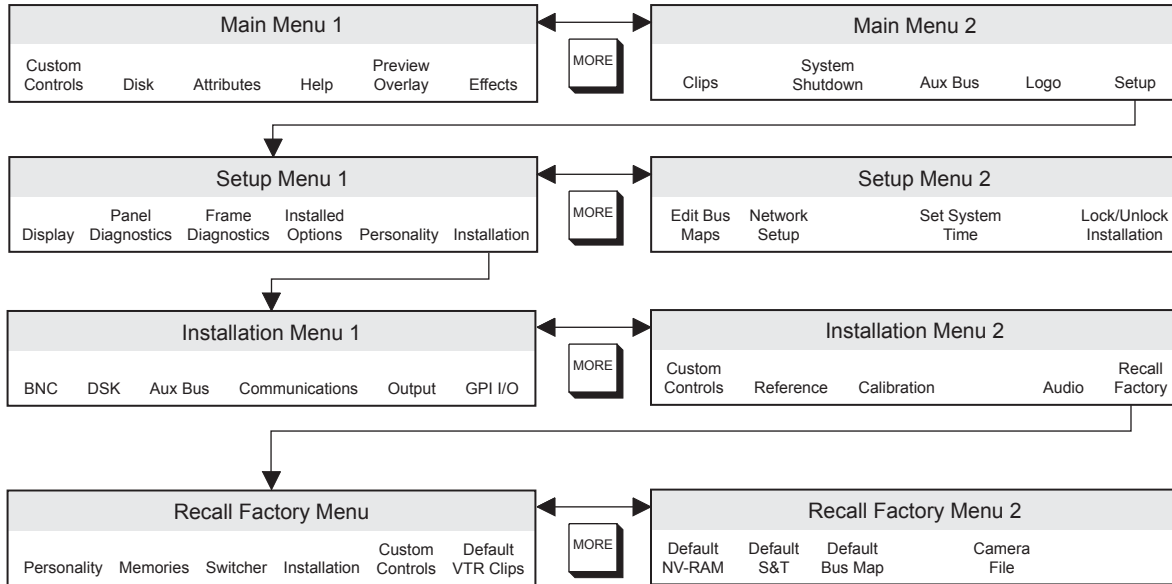 Main Menu 1
Custom Controls
Disk
Attributes
Help
Preview Overlay
Effects
MORE
Main Menu 2
Clips
System Shutdown
Aux Bus
Logo
Setup
Setup Menu 1
Display
Panel Diagnostics
Frame Diagnostics
Installed Options
Personality
Installation
MORE
Setup Menu 2
Edit Bus Maps
Network Setup
Set System Time
Lock/Unlock Installation
Installation Menu 1
BNC
DSK
Aux Bus
Communications
Output
GPI I/O
MORE
Installation Menu 2
Custom Controls
Reference
Calibration
Audio
Recall Factory
Recall Factory Menu
Personality
Memories
Switcher
Installation
Custom Controls
Default VTR Clips
MORE
Recall Factory Menu 2
Default NV-RAM
Default S&T
Default Bus Map
Camera File